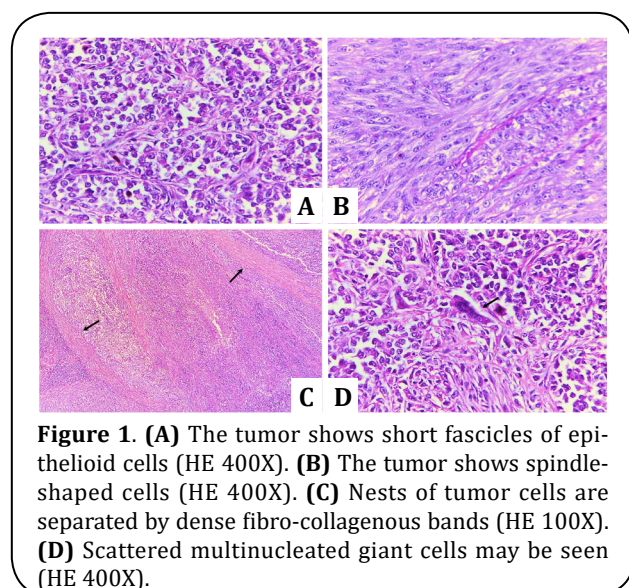 A B
C D
Figure 1. (A) The tumor shows short fascicles of epi-
thelioid cells (HE 400X). (B) The tumor shows spindle-
shaped cells (HE 400X). (C) Nests of tumor cells are
separated by dense fibro-collagenous bands (HE 100X).
(D) Scattered multinucleated giant cells may be seen
(HE 400X).